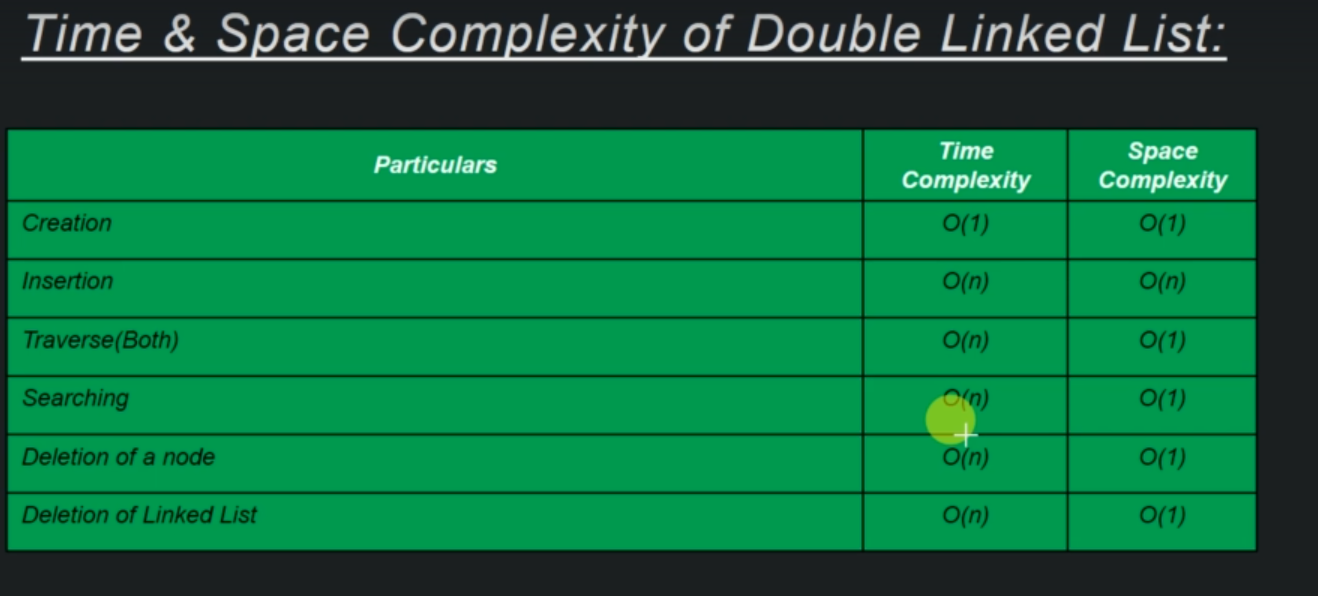 Time & Space Complexity of Double Linked List:
Particulars Time Complexity Space Complexity
Creation O(1) O(1)
Insertion O(n) O(n)
Traverse(Both) O(n) O(1)
Searching O(n) O(1)
Deletion of a node O(n) O(1)
Deletion of Linked List O(n) O(1)